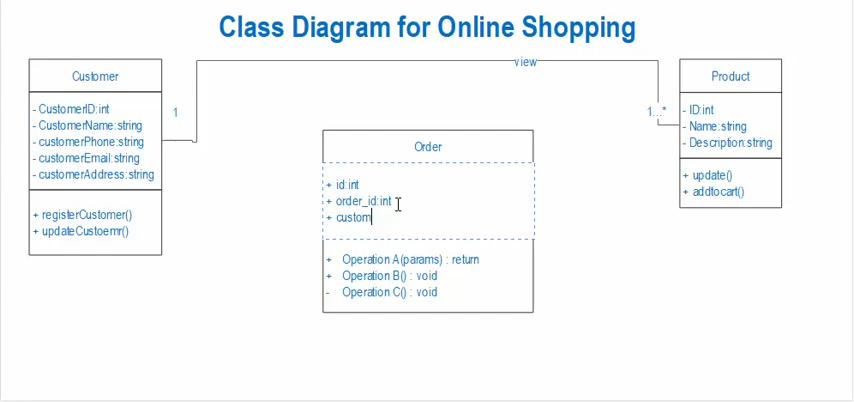 Class Diagram for Online Shopping
view
Customer
- CustomerID:int
- CustomerName:string
- customerPhone:string
- customerEmail:string
- customerAddress:string
+ registerCustomer()
+ updateCustoemr()
1
1...*
Order
+ id:int
+ order_id:int
+ custom
+ Operation A(params) : return
+ Operation B() : void
- Operation C() : void
Product
- ID:int
- Name:string
- Description:string
+ update()
+ addtocart()